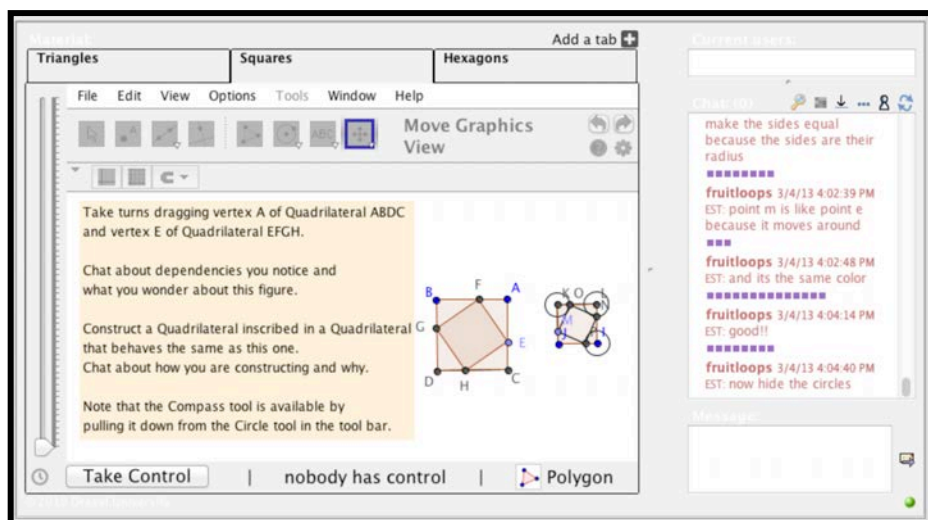 Material:
Add a tab
Current users:
Triangles
Squares
Hexagons
File Edit View Options Tools Window Help
Move Graphics
View
ABC
Take turns dragging vertex A of Quadrilateral ABDC
and vertex E of Quadrilateral EFGH.
Chat about dependencies you notice and
what you wonder about this figure.
Construct a Quadrilateral inscribed in a Quadrilateral
that behaves the same as this one.
Chat about how you are constructing and why.
Note that the Compass tool is available by
pulling it down from the Circle tool in the tool bar.
B F A
G
E
D H C
K O L
N
M
J I
Take Control | nobody has control | Polygon
make the sides equal
because the sides are their
radius
fruitloops 3/4/13 4:02:39 PM
EST: point m is like point e
because it moves around
fruitloops 3/4/13 4:02:48 PM
EST: and its the same color
fruitloops 3/4/13 4:04:14 PM
EST: good!!
fruitloops 3/4/13 4:04:40 PM
EST: now hide the circles
Message: